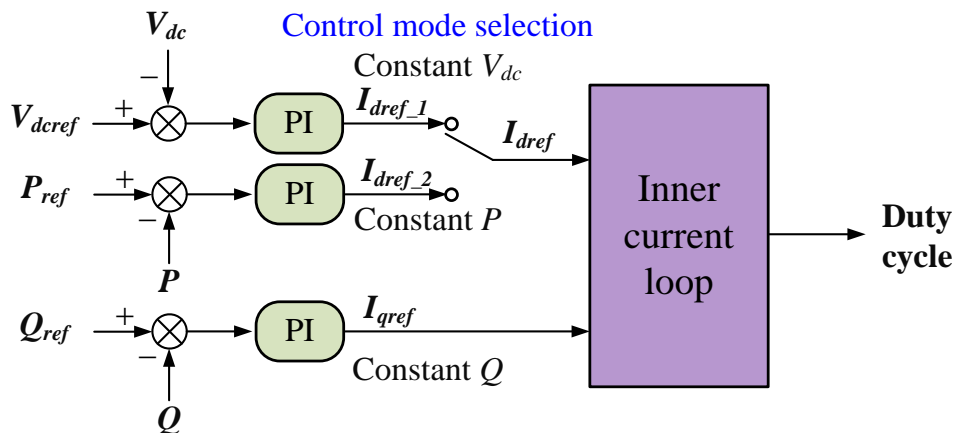 V_dc
Control mode selection
Constant V_dc
−
+
V_dcref
PI
I_dref_1
I_dref
P_ref
+
−
PI
I_dref_2
Constant P
P
Inner
current
loop
Duty
cycle
Q_ref
+
−
PI
I_qref
Constant Q
Q